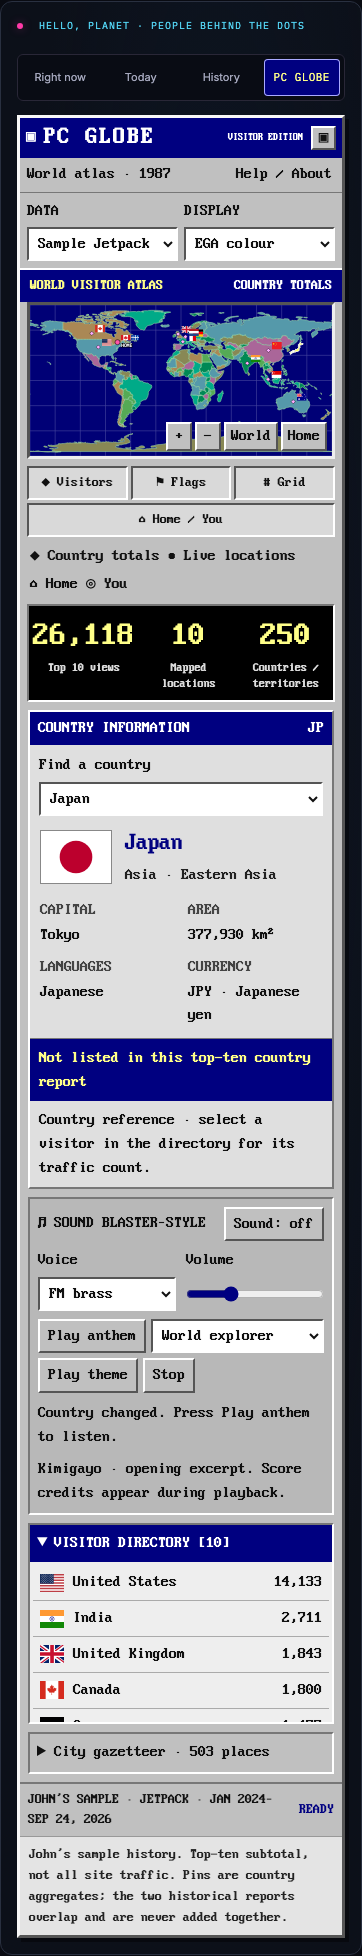 HELLO, PLANET · PEOPLE BEHIND THE DOTS
Right now Today History PC GLOBE
PC GLOBE VISITOR EDITION
World atlas · 1987 Help / About
DATA DISPLAY
Sample Jetpack EGA colour
WORLD VISITOR ATLAS COUNTRY TOTALS
+ − World Home
◆ Visitors ⚑ Flags # Grid
⌂ Home / You
◆ Country totals ● Live locations
⌂ Home ◎ You
26,118 10 250
Top 10 views Mapped locations Countries / territories
COUNTRY INFORMATION JP
Find a country
Japan
Japan
Asia · Eastern Asia
CAPITAL AREA
Tokyo 377,930 km²
LANGUAGES CURRENCY
Japanese JPY · Japanese
yen
Not listed in this top-ten country
report
Country reference · select a
visitor in the directory for its
traffic count.
♫ SOUND BLASTER-STYLE Sound: off
Voice Volume
FM brass
Play anthem World explorer
Play theme Stop
Country changed. Press Play anthem
to listen.
Kimigayo · opening excerpt. Score
credits appear during playback.
▼ VISITOR DIRECTORY [10]
United States 14,133
India 2,711
United Kingdom 1,843
Canada 1,800
▶ City gazetteer · 503 places
JOHN'S SAMPLE · JETPACK · JAN 2024–
SEP 24, 2026 READY
John's sample history. Top-ten subtotal,
not all site traffic. Pins are country
aggregates; the two historical reports
overlap and are never added together.